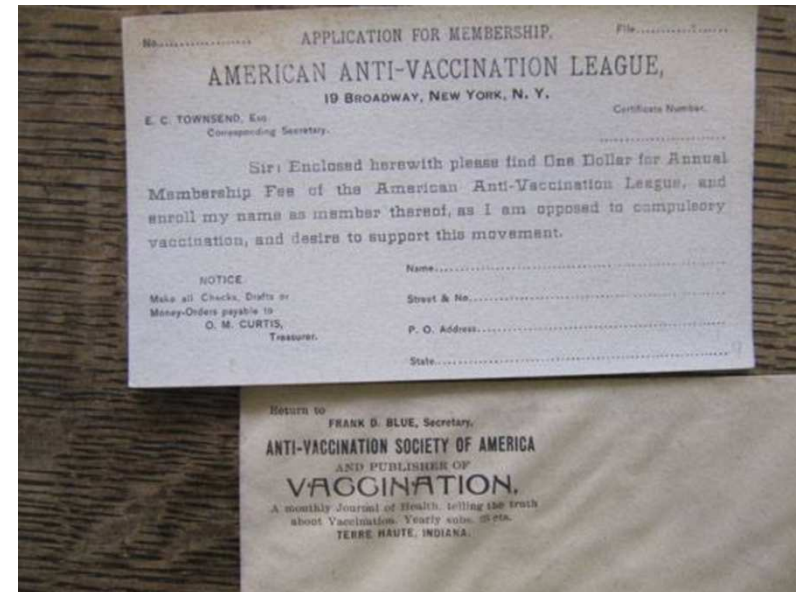 No................... APPLICATION FOR MEMBERSHIP. File...................
AMERICAN ANTI-VACCINATION LEAGUE,
19 BROADWAY, NEW YORK, N. Y.
E. C. TOWNSEND, Esq.
Corresponding Secretary.
Certificate Number.
Sir: Enclosed herewith please find One Dollar for Annual
Membership Fee of the American Anti-Vaccination League, and
enroll my name as member thereof, as I am opposed to compulsory
vaccination, and desire to support this movement.
NOTICE.
Make all Checks, Drafts or
Money-Orders payable to
O. M. CURTIS,
Treasurer.
Name
Street & No.
P. O. Address
State
Return to
FRANK D. BLUE, Secretary,
ANTI-VACCINATION SOCIETY OF AMERICA
AND PUBLISHER OF
VACCINATION,
A monthly Journal of Health, telling the truth
about Vaccination. Yearly subs. cts.
TERRE HAUTE, INDIANA.